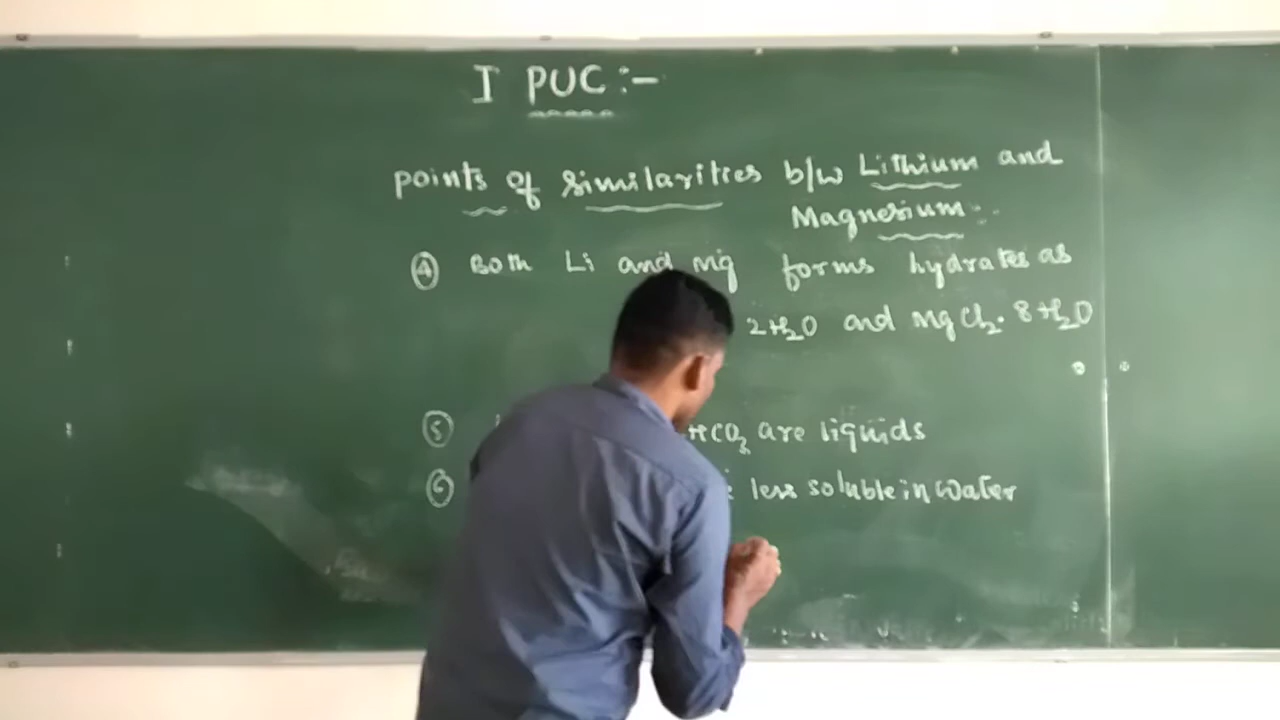 I PUC:-
points of similarities b/w Lithium and
Magnesium.
④ Both Li and Mg forms hydrates as
2H₂O and MgCl₂. 8H₂O
⑤ HCO₃ are liquids
⑥ less soluble in water